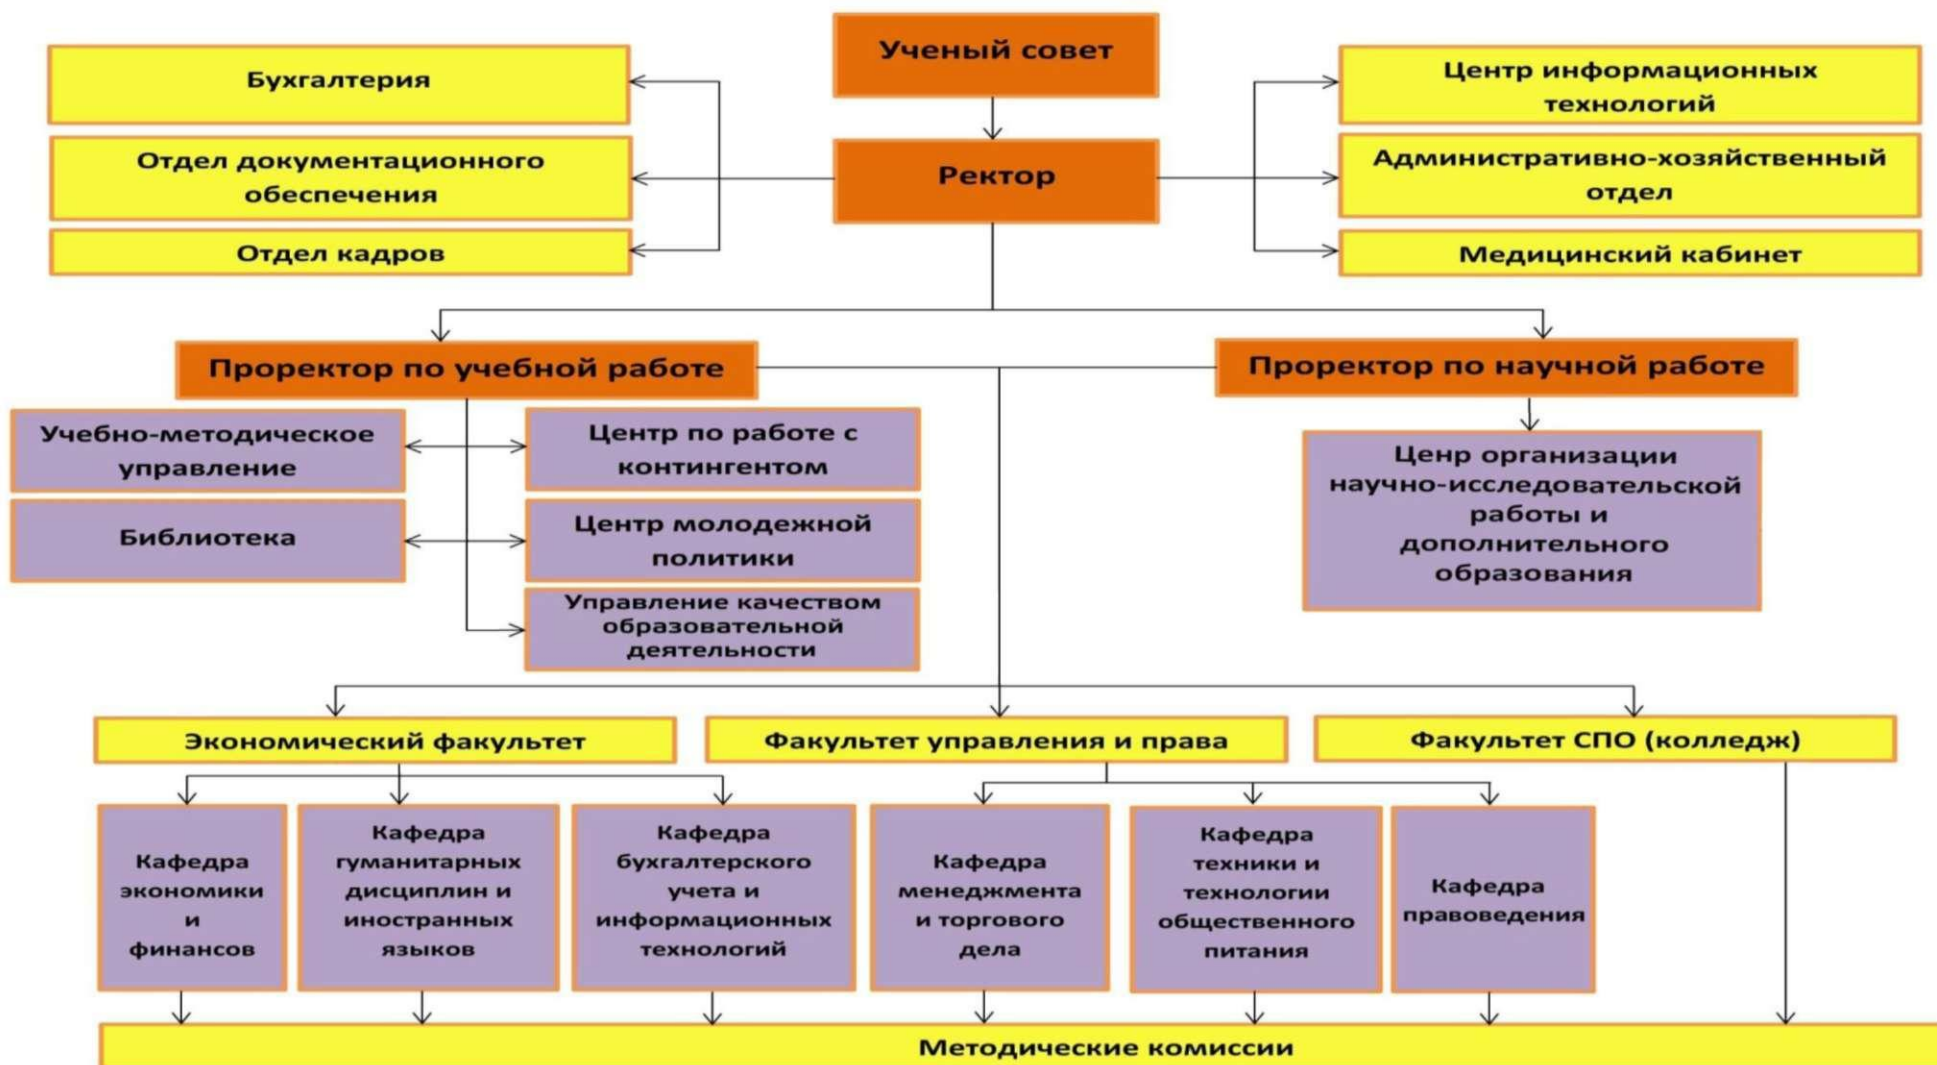 Ученый совет
Бухгалтерия
Центр информационных
технологий
Отдел документационного
обеспечения
Ректор
Административно-хозяйственный
отдел
Отдел кадров
Медицинский кабинет
Проректор по учебной работе
Проректор по научной работе
Учебно-методическое
управление
Центр по работе с
контингентом
Ценр организации
научно-исследовательской
работы и
дополнительного
образования
Библиотека
Центр молодежной
политики
Управление качеством
образовательной
деятельности
Экономический факультет
Факультет управления и права
Факультет СПО (колледж)
Кафедра
экономики
и
финансов
Кафедра
гуманитарных
дисциплин и
иностранных
языков
Кафедра
бухгалтерского
учета и
информационных
технологий
Кафедра
менеджмента
и торгового
дела
Кафедра
техники и
технологии
общественного
питания
Кафедра
правоведения
Методические комиссии